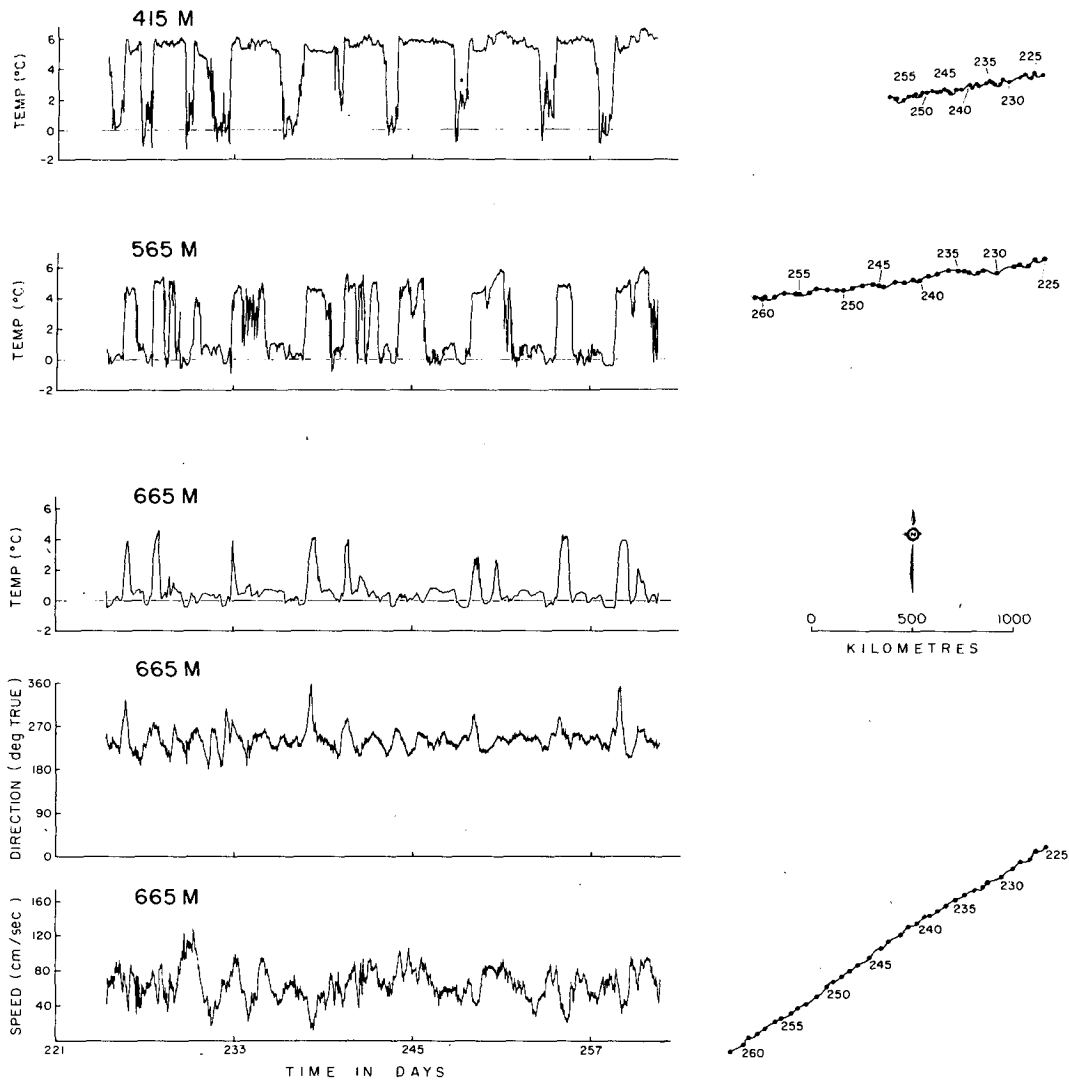 415 M
TEMP (°C)
6
4
2
0
-2
255 245 235 225
250 240 230
565 M
TEMP (°C)
6
4
2
0
-2
255 245 235 230
260 250 240 225
665 M
TEMP (°C)
6
4
2
0
-2
N
0 500 1000
KILOMETRES
665 M
DIRECTION (deg TRUE)
360
270
180
90
0
665 M
SPEED (cm/sec)
160
120
80
40
221 233 245 257
TIME IN DAYS
225
230
235
240
245
250
255
260